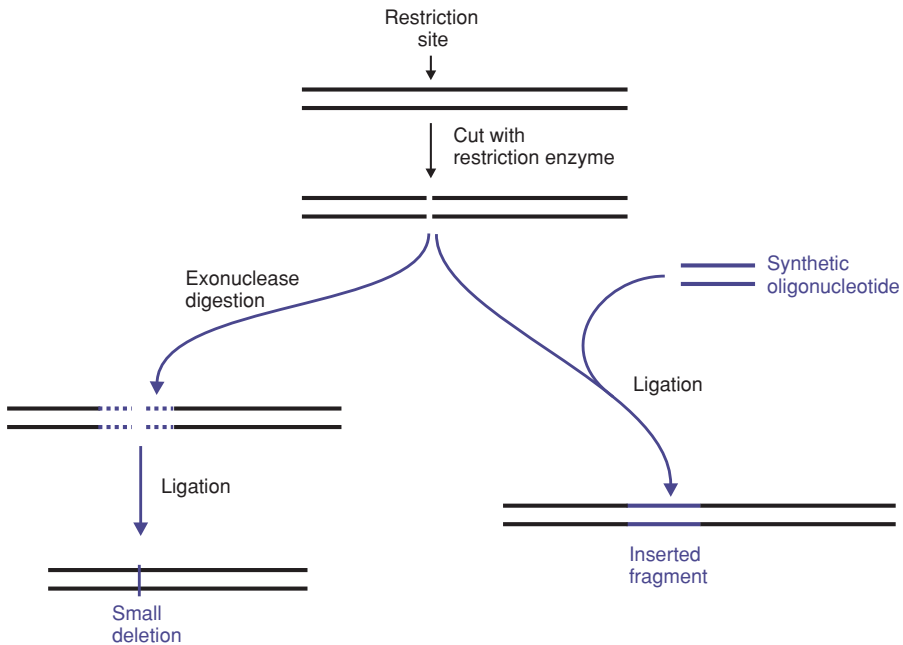 Restriction
site
Cut with
restriction enzyme
Exonuclease
digestion
Synthetic
oligonucleotide
Ligation
Ligation
Inserted
fragment
Small
deletion